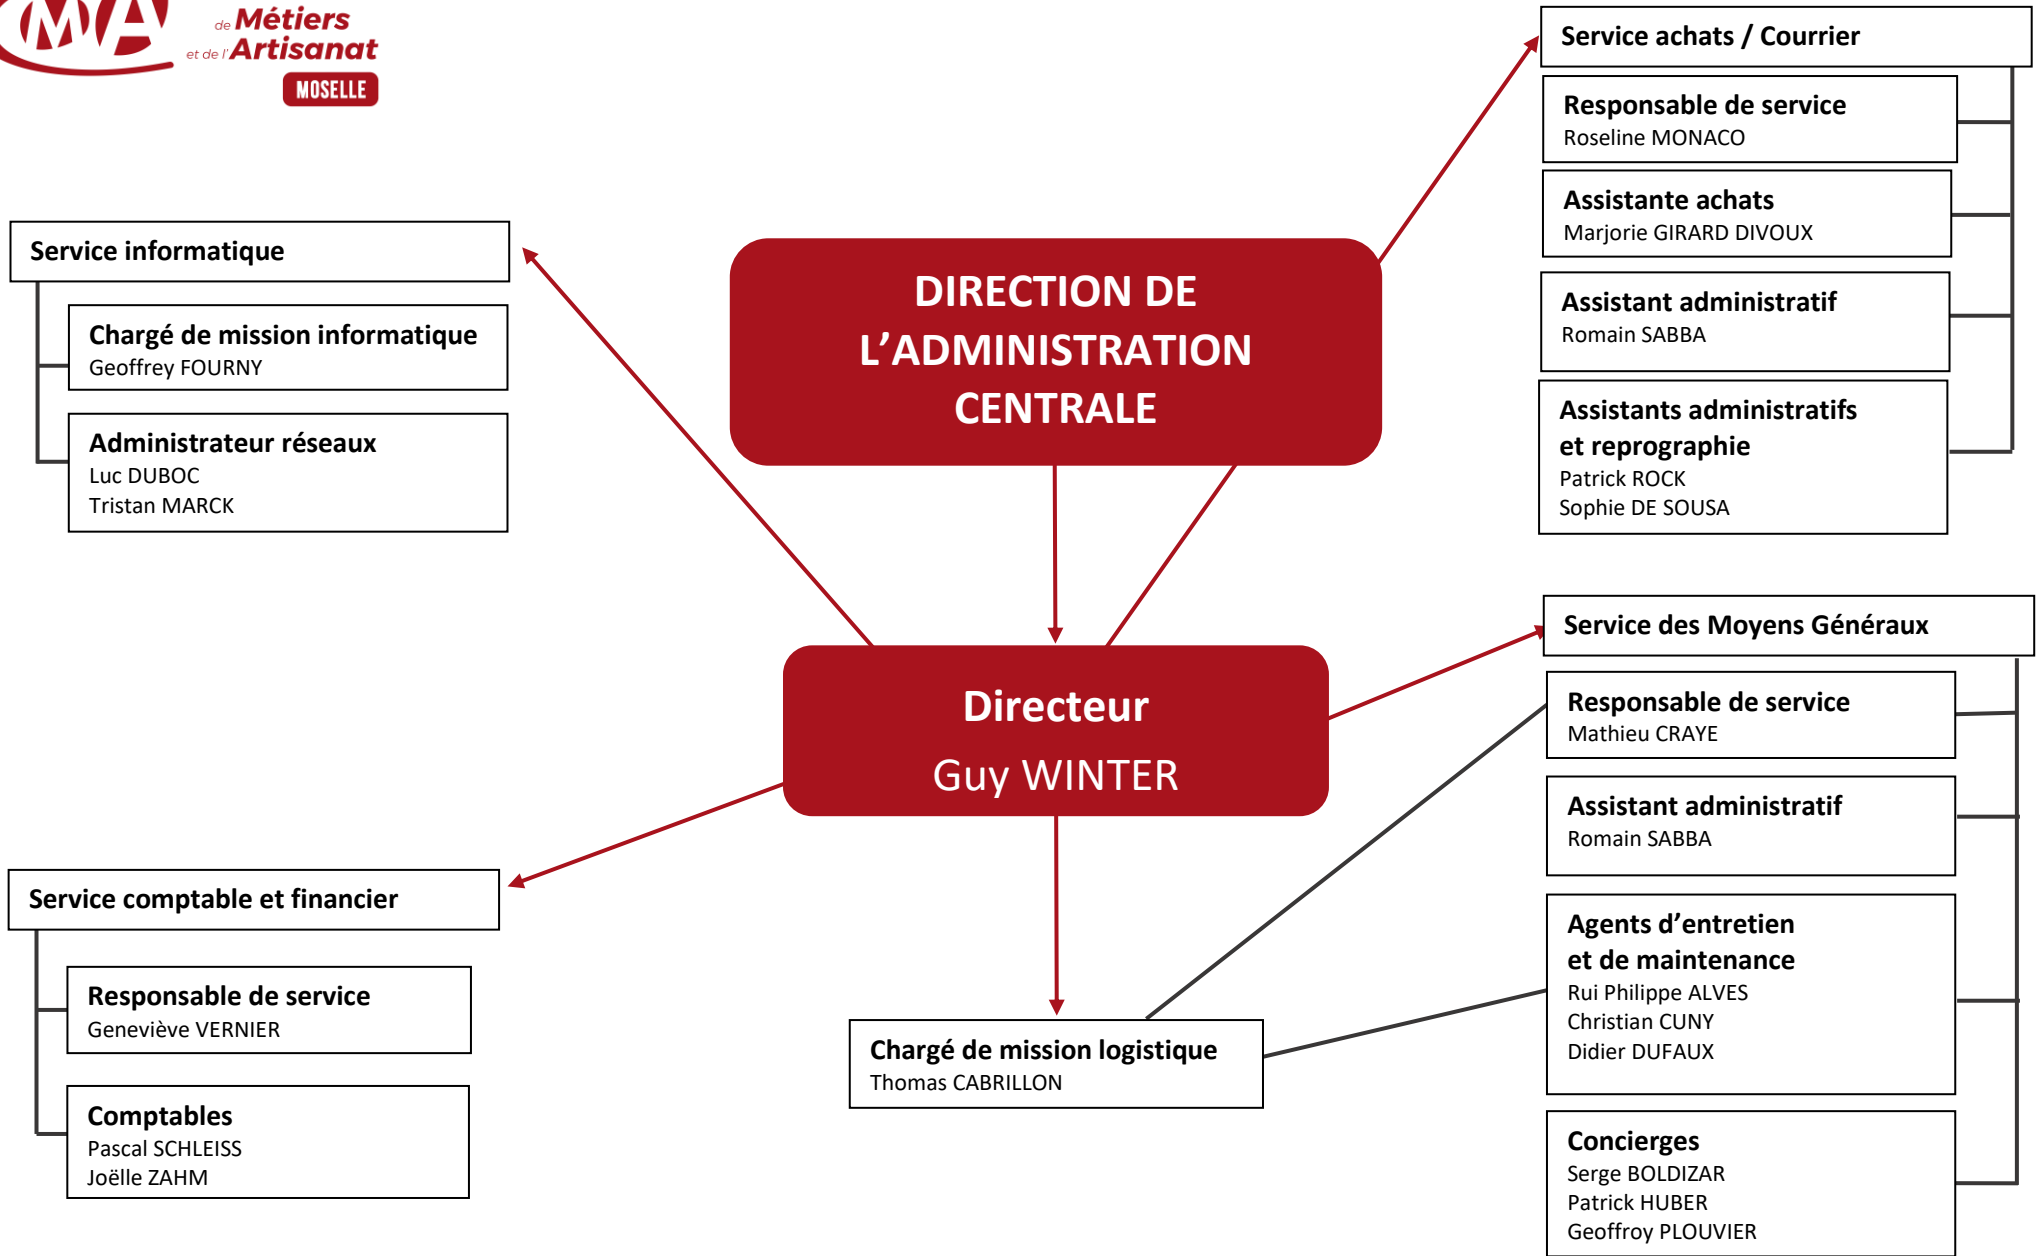 CMA
de Métiers
et de l'Artisanat
MOSELLE
Service informatique
Chargé de mission informatique
Geoffrey FOURNY
Administrateur réseaux
Luc DUBOC
Tristan MARCK
DIRECTION DE
L’ADMINISTRATION
CENTRALE
Directeur
Guy WINTER
Service comptable et financier
Responsable de service
Geneviève VERNIER
Comptables
Pascal SCHLEISS
Joëlle ZAHM
Chargé de mission logistique
Thomas CABRILLON
Service achats / Courrier
Responsable de service
Roseline MONACO
Assistante achats
Marjorie GIRARD DIVOUX
Assistant administratif
Romain SABBA
Assistants administratifs
et reprographie
Patrick ROCK
Sophie DE SOUSA
Service des Moyens Généraux
Responsable de service
Mathieu CRAYE
Assistant administratif
Romain SABBA
Agents d’entretien
et de maintenance
Rui Philippe ALVES
Christian CUNY
Didier DUFAUX
Concierges
Serge BOLDIZAR
Patrick HUBER
Geoffroy PLOUVIER